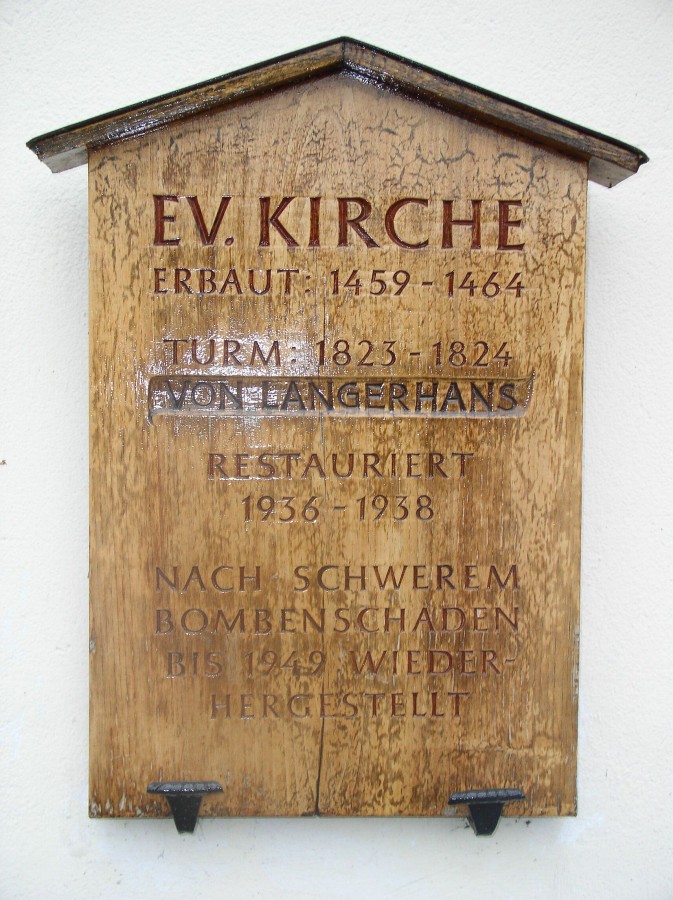 EV. KIRCHE
ERBAUT: 1459 - 1464
TURM: 1823 - 1824
VON LANGERHANS
RESTAURIERT
1936 - 1938
NACH SCHWEREM
BOMBENSCHADEN
BIS 1949 WIEDER-
HERGESTELLT